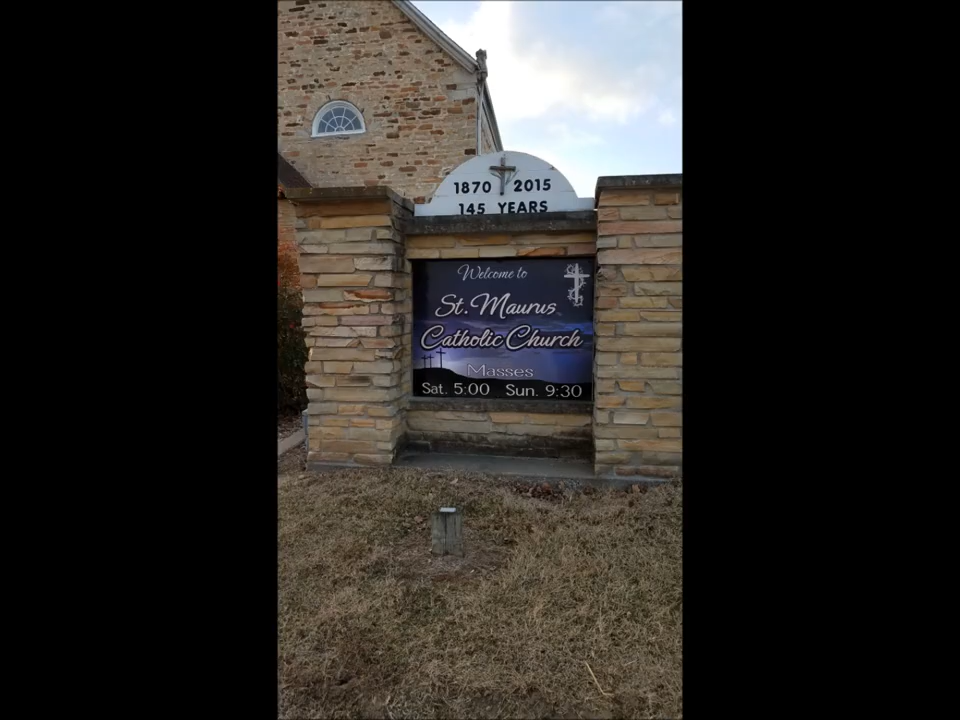 1870 2015
145 YEARS
Welcome to
St. Maurus
Catholic Church
Masses
Sat. 5:00 Sun. 9:30